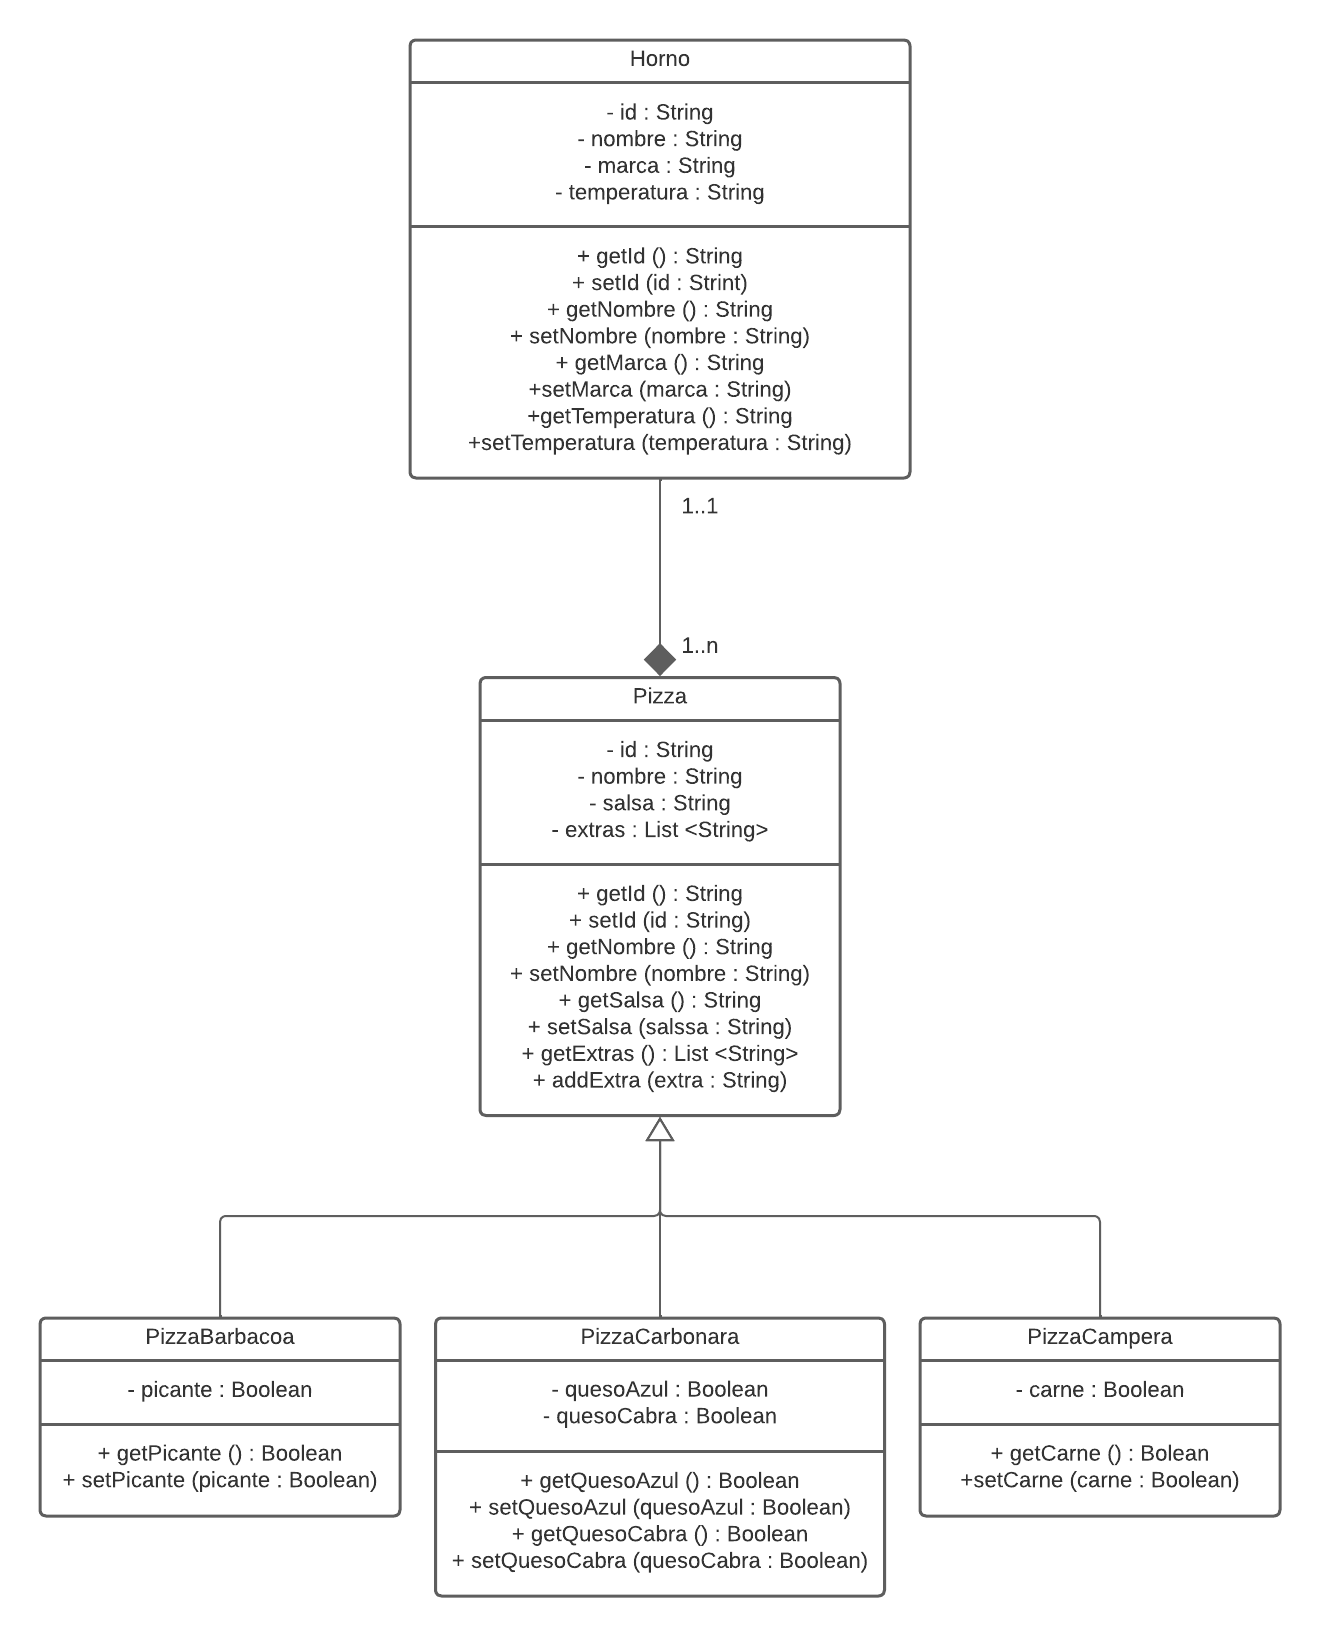 Horno
- id : String
- nombre : String
- marca : String
- temperatura : String
+ getId () : String
+ setId (id : Strint)
+ getNombre () : String
+ setNombre (nombre : String)
+ getMarca () : String
+setMarca (marca : String)
+getTemperatura () : String
+setTemperatura (temperatura : String)
1..1
1..n
Pizza
- id : String
- nombre : String
- salsa : String
- extras : List <String>
+ getId () : String
+ setId (id : String)
+ getNombre () : String
+ setNombre (nombre : String)
+ getSalsa () : String
+ setSalsa (salssa : String)
+ getExtras () : List <String>
+ addExtra (extra : String)
PizzaBarbacoa
- picante : Boolean
+ getPicante () : Boolean
+ setPicante (picante : Boolean)
PizzaCarbonara
- quesoAzul : Boolean
- quesoCabra : Boolean
+ getQuesoAzul () : Boolean
+ setQuesoAzul (quesoAzul : Boolean)
+ getQuesoCabra () : Boolean
+ setQuesoCabra (quesoCabra : Boolean)
PizzaCampera
- carne : Boolean
+ getCarne () : Bolean
+setCarne (carne : Boolean)